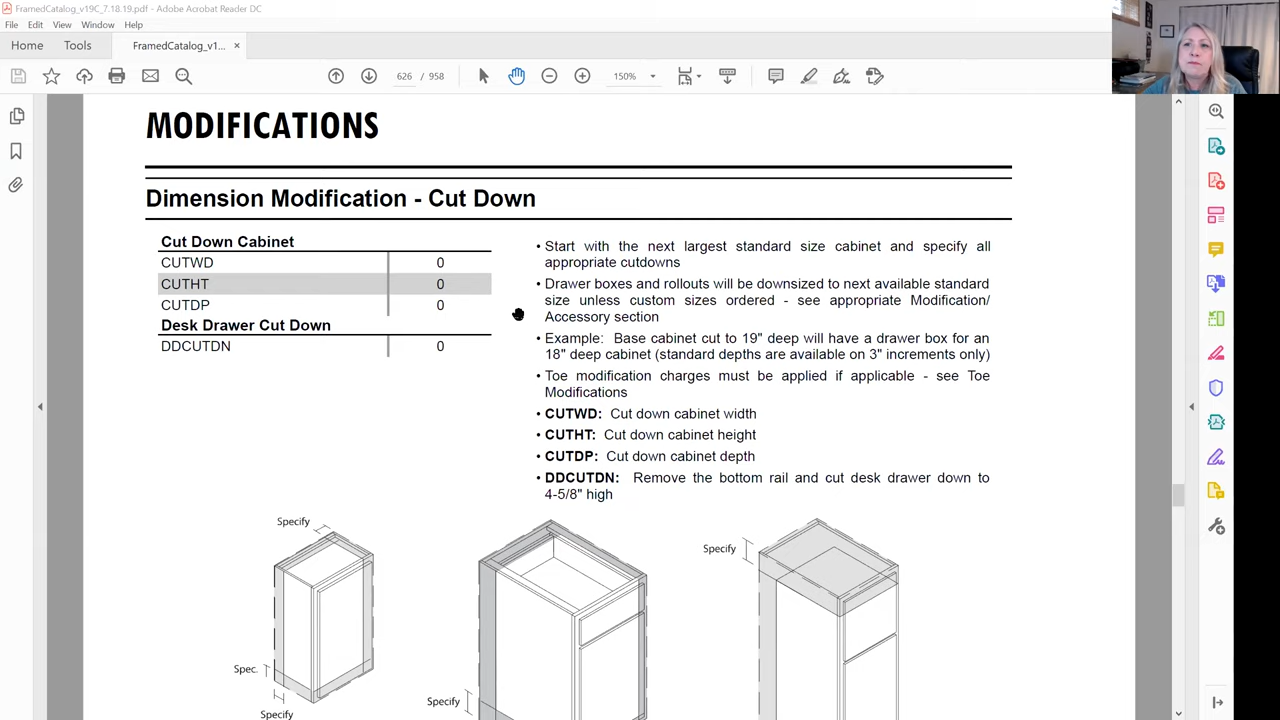 FramedCatalog_v19C_7.18.19.pdf - Adobe Acrobat Reader DC
File Edit View Window Help
Home Tools FramedCatalog_v1... ×
626 / 958 150%
MODIFICATIONS
Dimension Modification - Cut Down
Cut Down Cabinet
CUTWD 0
CUTHT 0
CUTDP 0
Desk Drawer Cut Down
DDCUTDN 0
• Start with the next largest standard size cabinet and specify all
appropriate cutdowns
• Drawer boxes and rollouts will be downsized to next available standard
size unless custom sizes ordered - see appropriate Modification/
Accessory section
• Example: Base cabinet cut to 19" deep will have a drawer box for an
18" deep cabinet (standard depths are available on 3" increments only)
• Toe modification charges must be applied if applicable - see Toe
Modifications
• CUTWD: Cut down cabinet width
• CUTHT: Cut down cabinet height
• CUTDP: Cut down cabinet depth
• DDCUTDN: Remove the bottom rail and cut desk drawer down to
4-5/8" high
Specify
Specify
Spec.
Specify
Specify